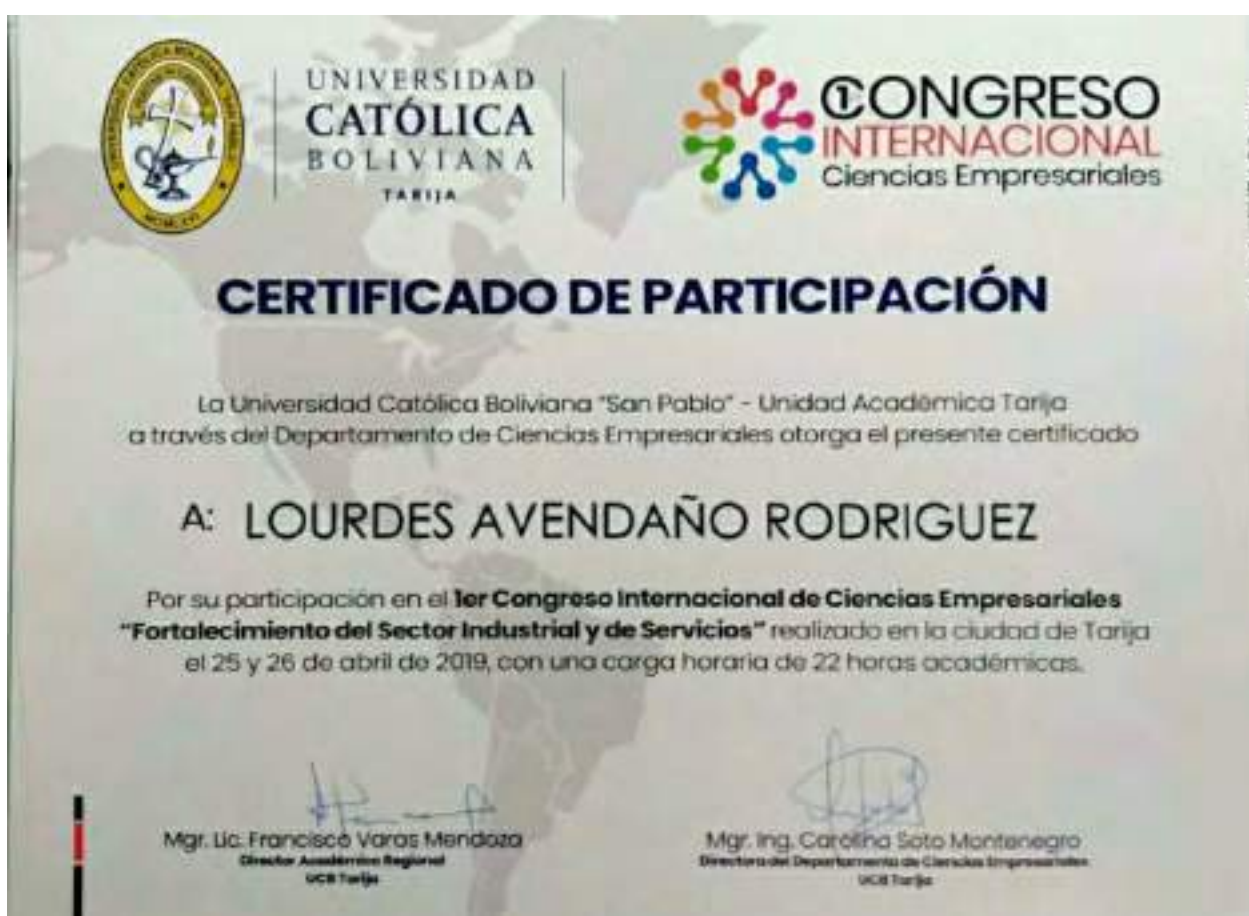 UNIVERSIDAD
CATÓLICA
BOLIVIANA
TARIJA
1 CONGRESO
INTERNACIONAL
Ciencias Empresariales
CERTIFICADO DE PARTICIPACIÓN
La Universidad Católica Boliviana "San Pablo" - Unidad Académica Tarija
a través del Departamento de Ciencias Empresariales otorga el presente certificado
A: LOURDES AVENDAÑO RODRIGUEZ
Por su participación en el 1er Congreso Internacional de Ciencias Empresariales
"Fortalecimiento del Sector Industrial y de Servicios" realizado en la ciudad de Tarija
el 25 y 26 de abril de 2019, con una carga horaria de 22 horas académicas.
Mgr. Lic. Francisco Varas Mendoza
Director Académico Regional
UCB Tarija
Mgr. Ing. Carolina Soto Montenegro
Directora del Departamento de Ciencias Empresariales
UCB Tarija